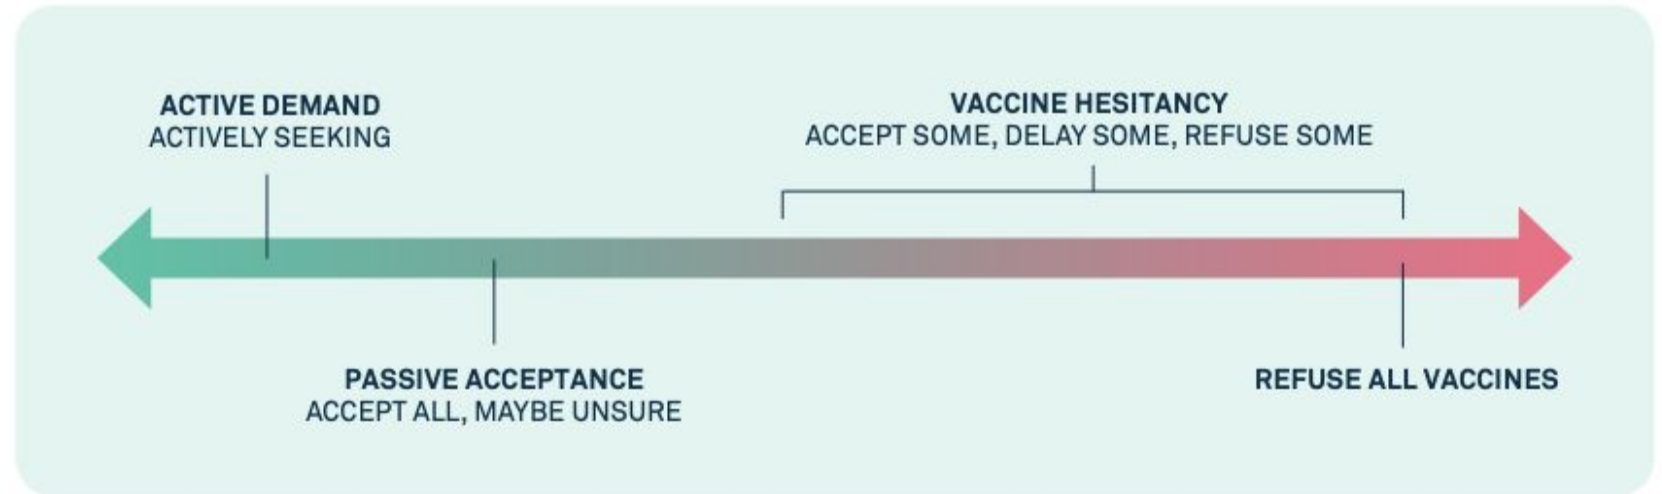 ACTIVE DEMAND
ACTIVELY SEEKING
VACCINE HESITANCY
ACCEPT SOME, DELAY SOME, REFUSE SOME
PASSIVE ACCEPTANCE
ACCEPT ALL, MAYBE UNSURE
REFUSE ALL VACCINES